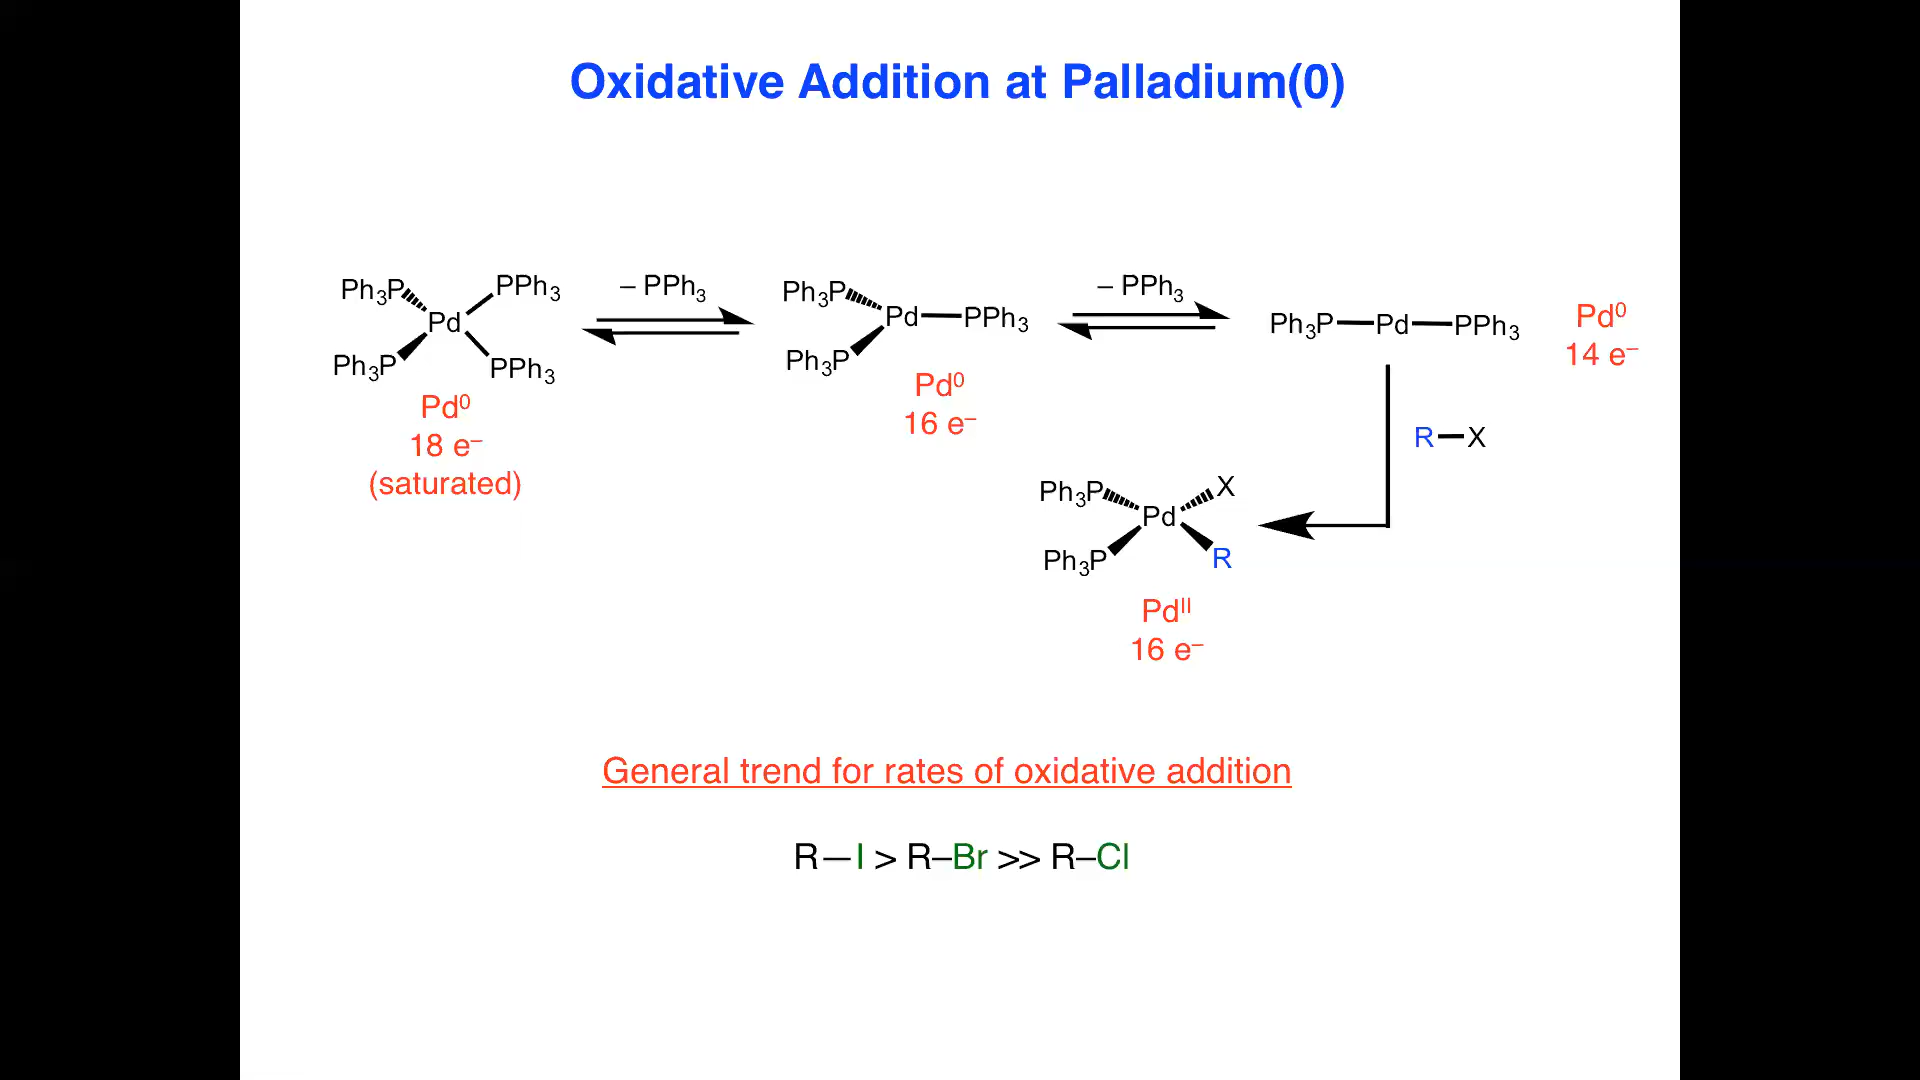 Oxidative Addition at Palladium(0)
Ph₃P PPh₃ Pd Ph₃P PPh₃
– PPh₃
Ph₃P Pd PPh₃ Ph₃P
– PPh₃
Ph₃P—Pd—PPh₃
Pd⁰
14 e⁻
Pd⁰
18 e⁻
(saturated)
Pd⁰
16 e⁻
R—X
Ph₃P X Pd Ph₃P R
Pdᴵᴵ
16 e⁻
General trend for rates of oxidative addition
R—I > R–Br >> R–Cl